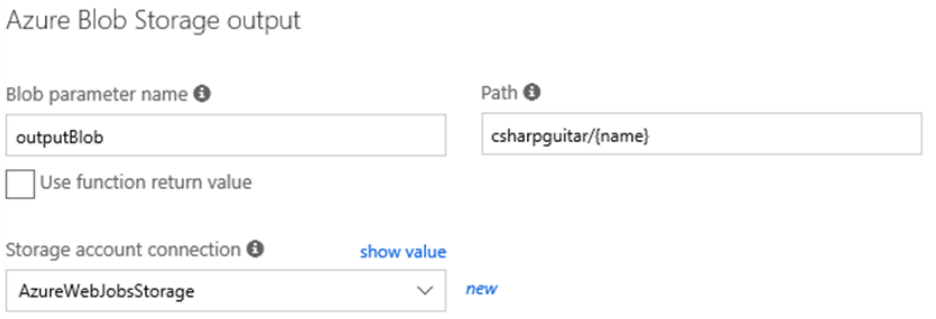 Azure Blob Storage output
Blob parameter name
Path
outputBlob
csharpguitar/{name}
Use function return value
Storage account connection
show value
AzureWebJobsStorage
new